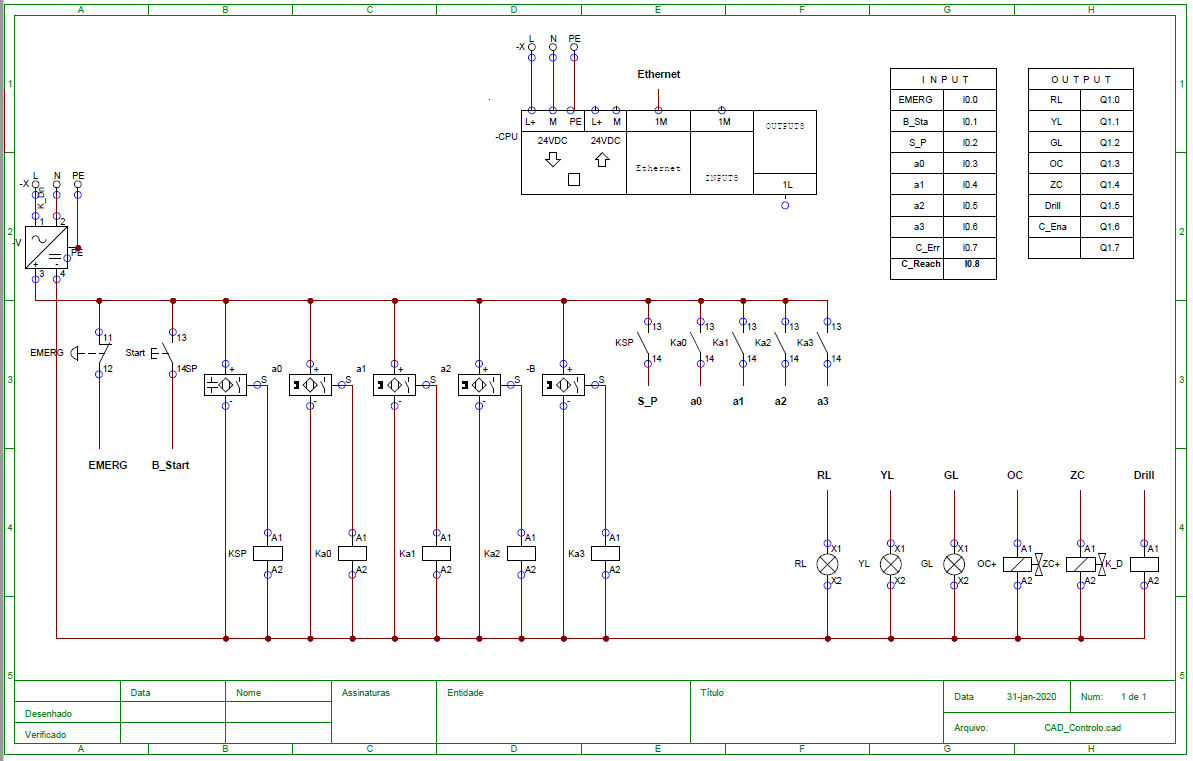 A B C D E F G H
1 1
2 2
3 3
4 4
5 5
L N PE
-X
Ethernet
L+ M PE L+ M 1M 1M OUTPUTS
-CPU
24VDC 24VDC
Ethernet
INPUTS
1L
INPUT
EMERG I0.0
B_Sta I0.1
S_P I0.2
a0 I0.3
a1 I0.4
a2 I0.5
a3 I0.6
C_Err I0.7
C_Reach I0.8
OUTPUT
RL Q1.0
YL Q1.1
GL Q1.2
OC Q1.3
ZC Q1.4
Drill Q1.5
C_Ena Q1.6
Q1.7
L N PE
-X
1 2
-V
PE
+ -
3 4
EMERG 11 12
Start 13 14
SP + S -
a0 + S -
a1 + S -
a2 + S -
-B + S -
KSP 13 14
Ka0 13 14
Ka1 13 14
Ka2 13 14
Ka3 13 14
S_P a0 a1 a2 a3
EMERG B_Start
RL YL GL OC ZC Drill
KSP A1 A2
Ka0 A1 A2
Ka1 A1 A2
Ka2 A1 A2
Ka3 A1 A2
RL X1 X2
YL X1 X2
GL X1 X2
OC+ A1 A2
ZC+ A1 A2
K_D A1 A2
Data Nome Assinaturas Entidade Título
Desenhado
Verificado
Data 31-jan-2020 Num: 1 de 1
Arquivo: CAD_Controlo.cad
A B C D E F G H